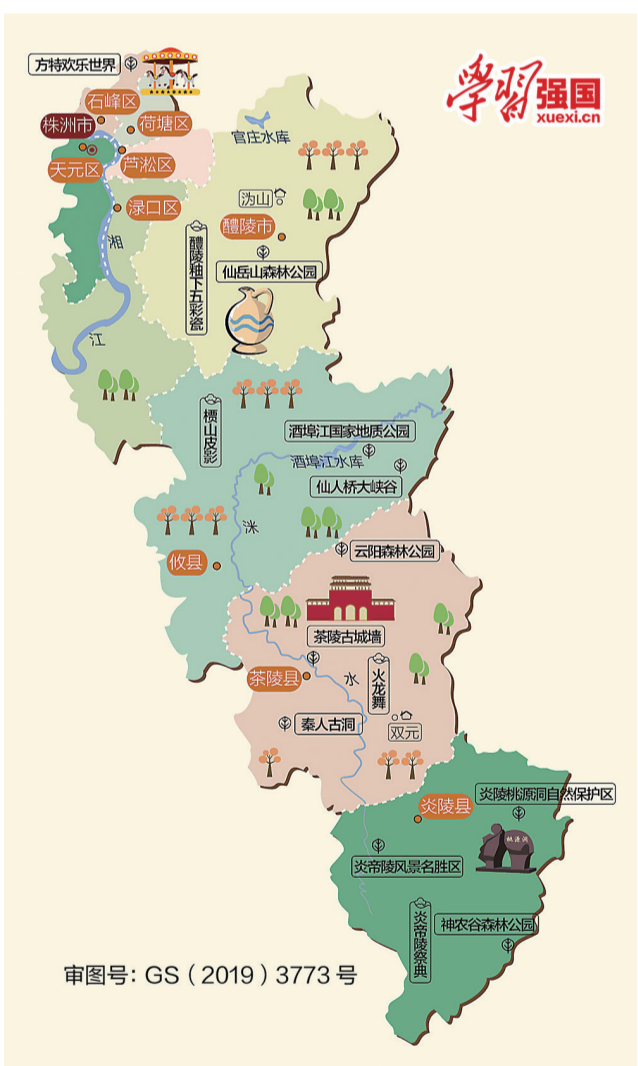 學習强国
xuexi.cn
方特欢乐世界
石峰区
株洲市
荷塘区
天元区
芦淞区
渌口区
湘
江
官庄水库
沩山
醴陵市
仙岳山森林公园
醴陵釉下五彩瓷
槚山皮影
酒埠江国家地质公园
酒埠江水库
仙人桥大峡谷
洣
攸县
云阳森林公园
茶陵古城墙
茶陵县
水
火龙舞
秦人古洞
双元
炎陵县
炎陵桃源洞自然保护区
桃源洞
炎帝陵风景名胜区
炎帝陵祭典
神农谷森林公园
审图号：GS（2019）3773号